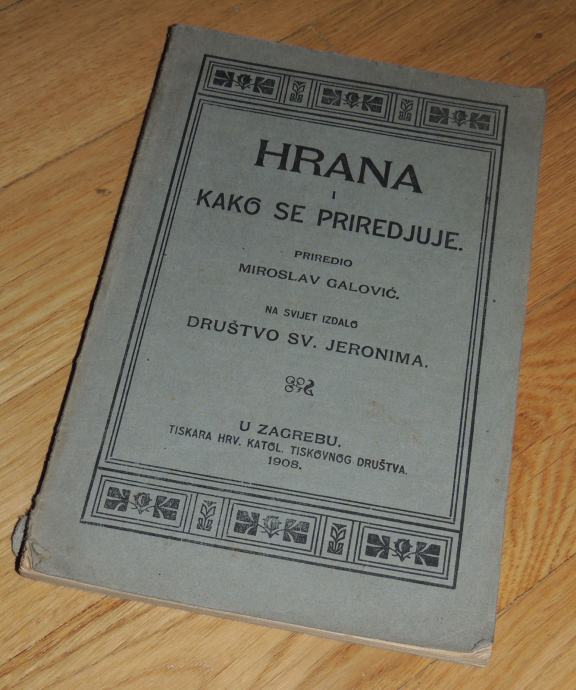 HRANA
I
KAKO SE PRIREDJUJE.
PRIREDIO
MIROSLAV GALOVIĆ.
NA SVIJET IZDALO
DRUŠTVO SV. JERONIMA.
U ZAGREBU.
TISKARA HRV. KATOL. TISKOVNOG DRUŠTVA.
1908.